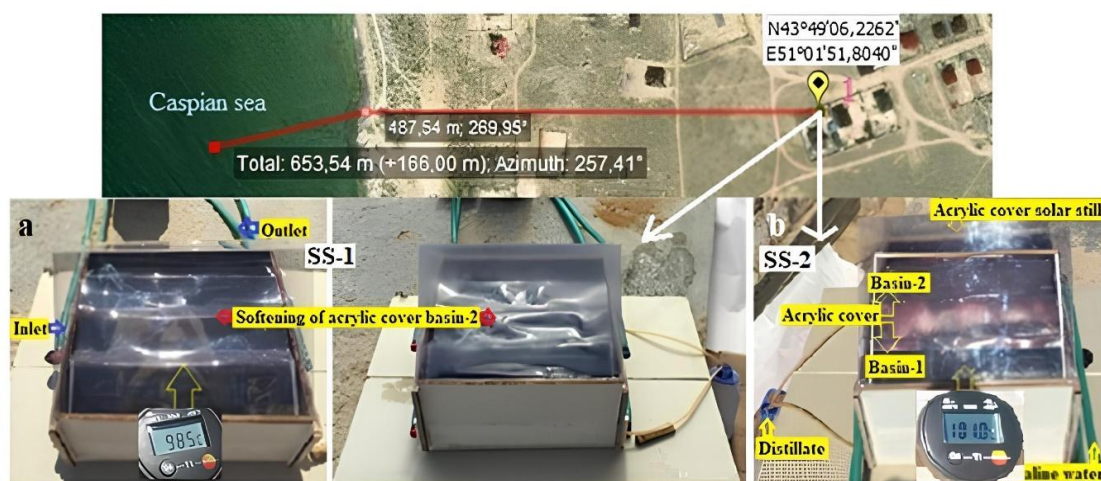 N43°49'06,2262"
E51°01'51,8040"
1
Caspian sea
487,54 m; 269,95°
Total: 653,54 m (+166,00 m); Azimuth: 257,41°
a
Outlet
SS-1
Inlet
Softening of acrylic cover basin-2
985c
b
Acrylic cover solar still
SS-2
Basin-2
Acrylic cover
Basin-1
Distillate
aline water